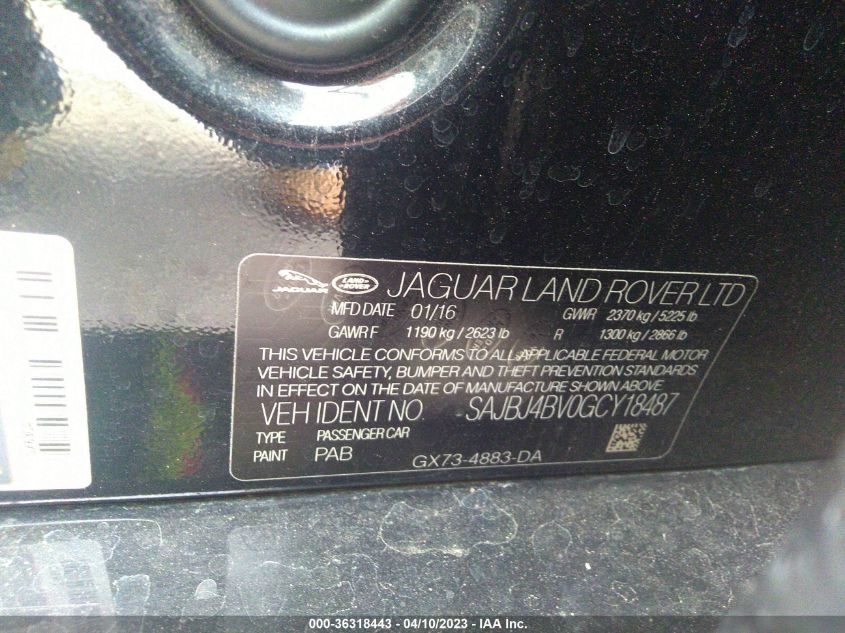 JAGUAR LAND-ROVER JAGUAR LAND ROVER LTD
MFD DATE 01/16 GVWR 2370 kg / 5225 lb
GAWR F 1190 kg / 2623 lb R 1300 kg / 2866 lb
THIS VEHICLE CONFORMS TO ALL APPLICABLE FEDERAL MOTOR
VEHICLE SAFETY, BUMPER AND THEFT PREVENTION STANDARDS
IN EFFECT ON THE DATE OF MANUFACTURE SHOWN ABOVE
VEH IDENT NO. SAJBJ4BV0GCY18487
TYPE PASSENGER CAR
PAINT PAB GX73-4883-DA
000-36318443 - 04/10/2023 - IAA Inc.